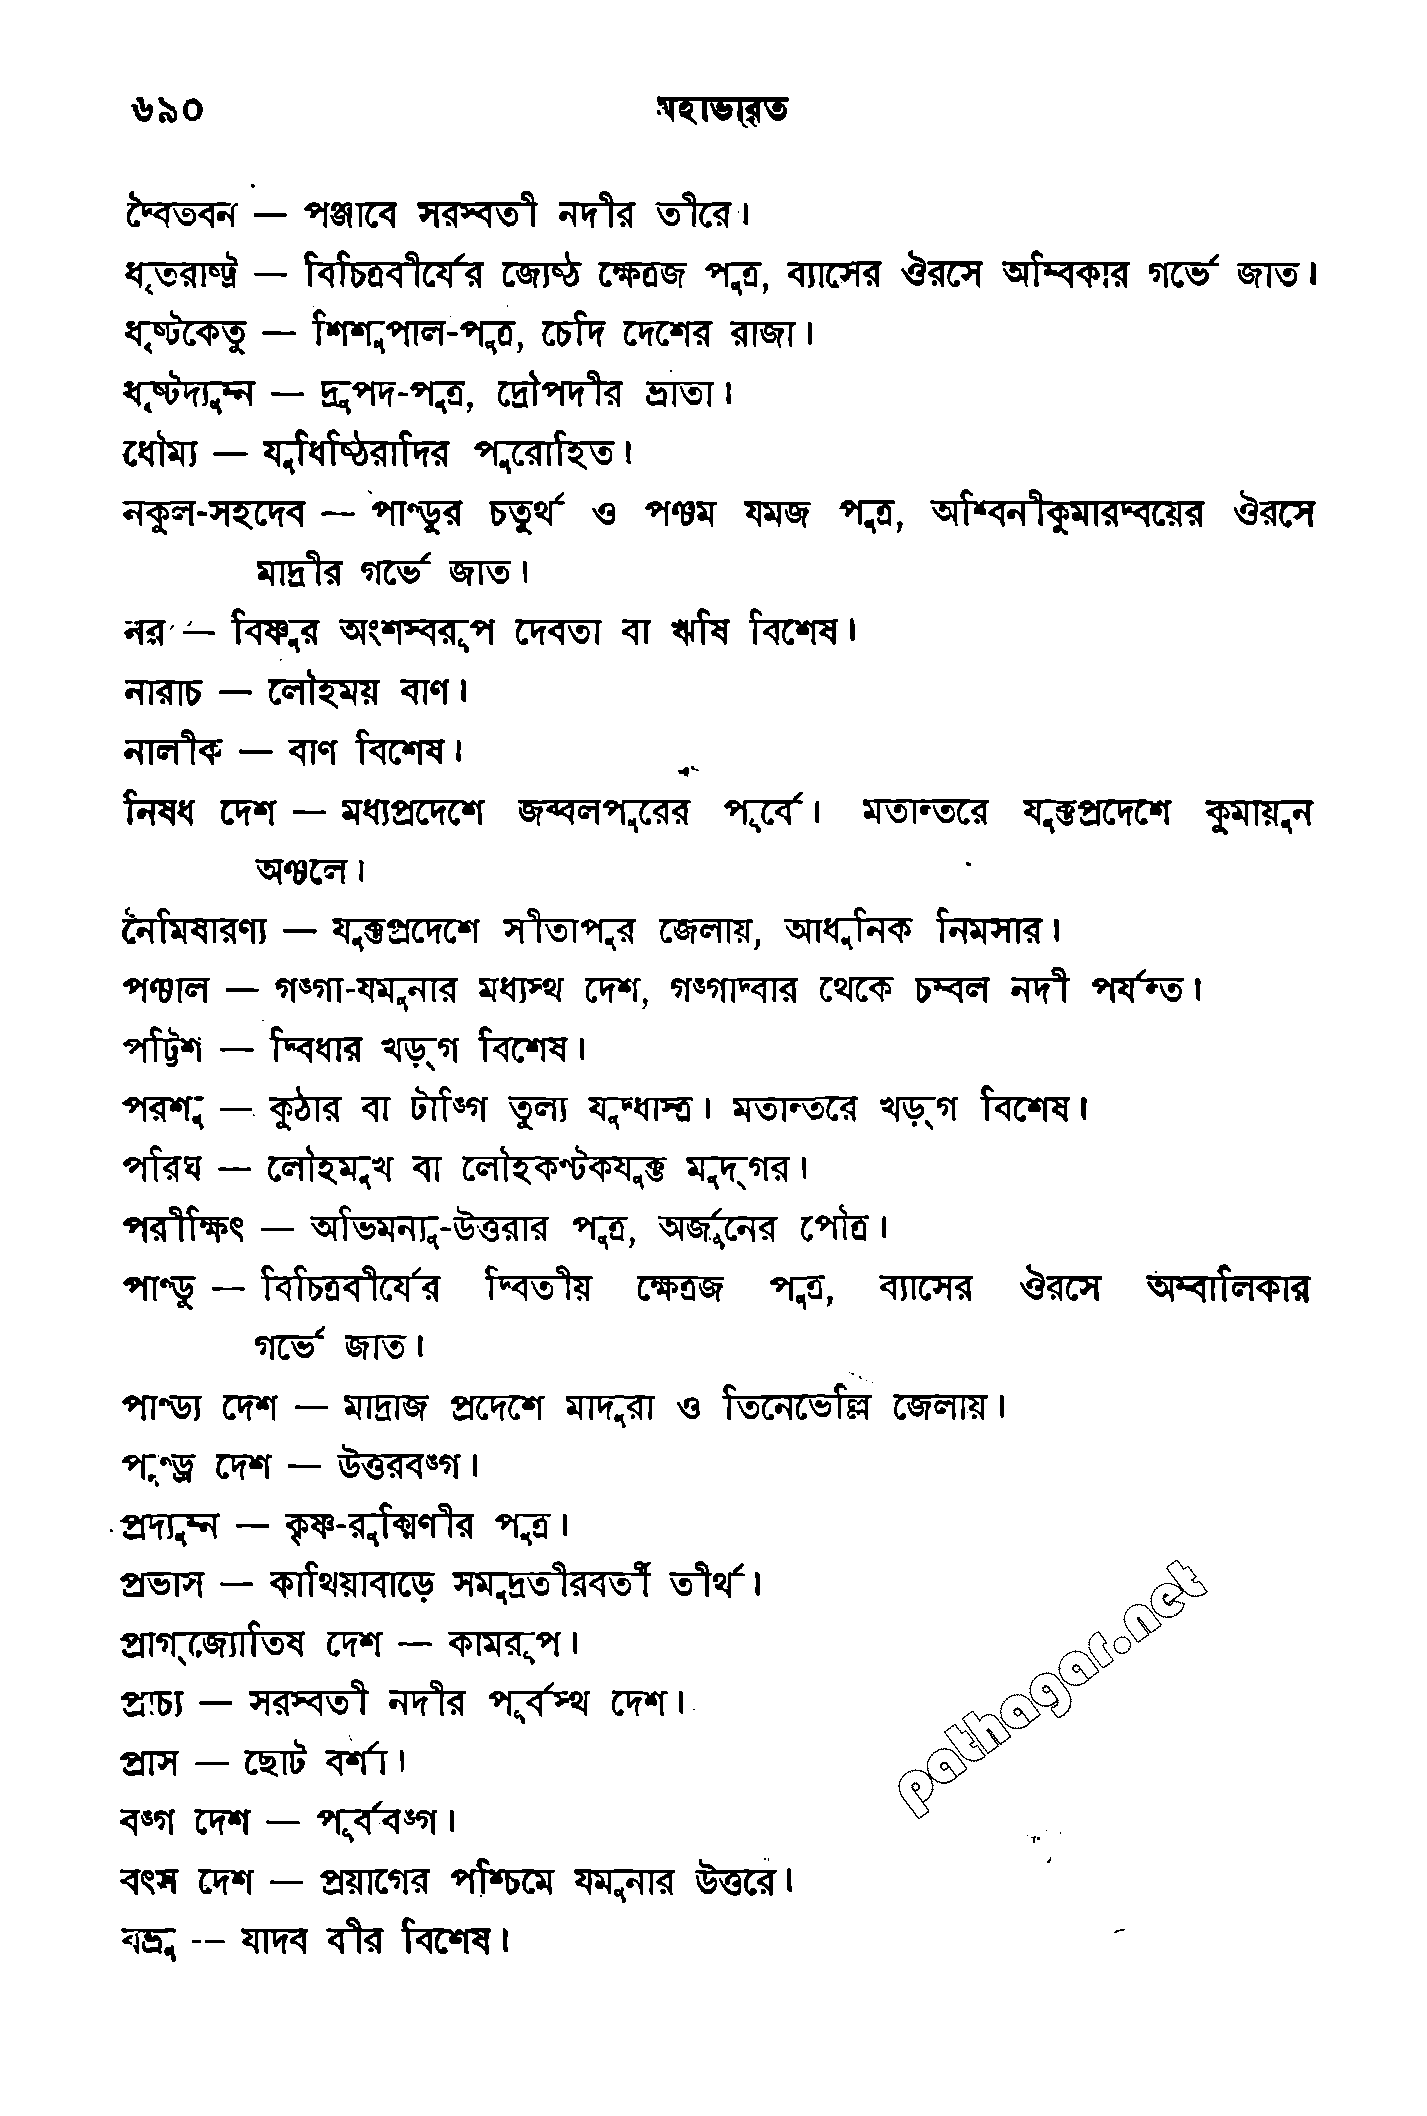 ৬৯০ মহাভারত
দ্বৈতবন — পঞ্জাবে সরস্বতী নদীর তীরে।
ধৃতরাষ্ট্র — বিচিত্রবীর্যের জ্যেষ্ঠ ক্ষেত্রজ পুত্র, ব্যাসের ঔরসে অম্বিকার গর্ভে জাত।
ধৃষ্টকেতু — শিশুপাল-পুত্র, চেদি দেশের রাজা।
ধৃষ্টদ্যুম্ন — দ্রুপদ-পুত্র, দ্রৌপদীর ভ্রাতা।
ধৌম্য — যুধিষ্ঠিরাদির পুরোহিত।
নকুল-সহদেব — পাণ্ডুর চতুর্থ ও পঞ্চম যমজ পুত্র, অশ্বিনীকুমারদ্বয়ের ঔরসে
মাদ্রীর গর্ভে জাত।
নর — বিষ্ণুর অংশস্বরূপ দেবতা বা ঋষি বিশেষ।
নারাচ — লৌহময় বাণ।
নালীক — বাণ বিশেষ।
নিষধ দেশ — মধ্যপ্রদেশে জব্বলপুরের পূর্বে। মতান্তরে যুক্তপ্রদেশে কুমায়ুন
অঞ্চলে।
নৈমিষারণ্য — যুক্তপ্রদেশে সীতাপুর জেলায়, আধুনিক নিমসার।
পঞ্চাল — গঙ্গা-যমুনার মধ্যস্থ দেশ, গঙ্গাদ্বার থেকে চম্বল নদী পর্যন্ত।
পট্টিশ — দ্বিধার খড়্গ বিশেষ।
পরশু — কুঠার বা টাঙ্গি তুল্য যুদ্ধাস্ত্র। মতান্তরে খড়্গ বিশেষ।
পরিঘ — লৌহমুখ বা লৌহকণ্টকযুক্ত মুদ্‌গর।
পরীক্ষিৎ — অভিমন্যু-উত্তরার পুত্র, অর্জুনের পৌত্র।
পাণ্ডু — বিচিত্রবীর্যের দ্বিতীয় ক্ষেত্রজ পুত্র, ব্যাসের ঔরসে অম্বালিকার
গর্ভে জাত।
পাণ্ড্য দেশ — মাদ্রাজ প্রদেশে মাদুরা ও তিনেভেল্লি জেলায়।
পুণ্ড্র দেশ — উত্তরবঙ্গ।
প্রদ্যুম্ন — কৃষ্ণ-রুক্মিণীর পুত্র।
প্রভাস — কাথিয়াবাড়ে সমুদ্রতীরবর্তী তীর্থ।
প্রাগ্‌জ্যোতিষ দেশ — কামরূপ।
প্রাচ্য — সরস্বতী নদীর পূর্বস্থ দেশ।
প্রাস — ছোট বর্শা।
বঙ্গ দেশ — পূর্ববঙ্গ।
বৎস দেশ — প্রয়াগের পশ্চিমে যমুনার উত্তরে।
বভ্রু -- যাদব বীর বিশেষ।
pathagar.net